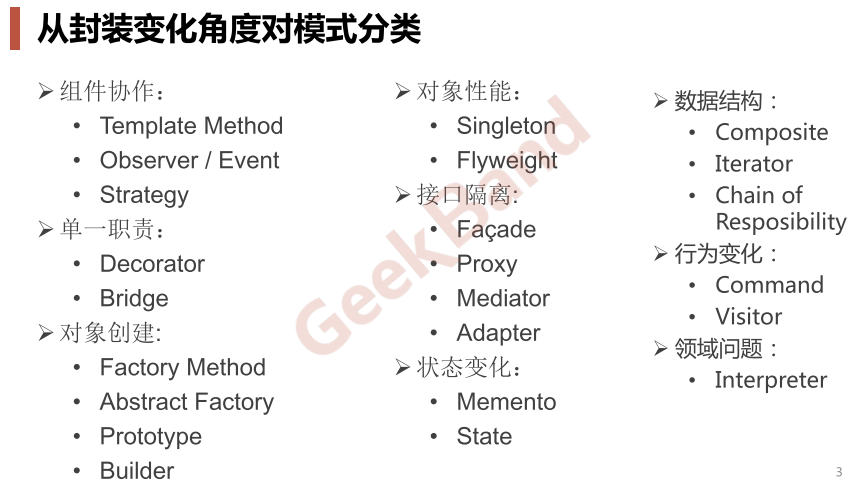 从封装变化角度对模式分类
➢ 组件协作：
• Template Method
• Observer / Event
• Strategy
➢ 单一职责：
• Decorator
• Bridge
➢ 对象创建:
• Factory Method
• Abstract Factory
• Prototype
• Builder
➢ 对象性能：
• Singleton
• Flyweight
➢ 接口隔离:
• Façade
• Proxy
• Mediator
• Adapter
➢ 状态变化：
• Memento
• State
➢ 数据结构：
• Composite
• Iterator
• Chain of
Resposibility
➢ 行为变化：
• Command
• Visitor
➢ 领域问题：
• Interpreter
GeekBand
3